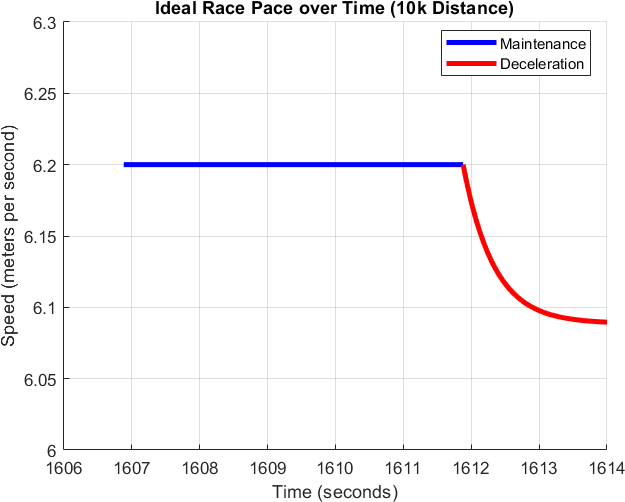 Ideal Race Pace over Time (10k Distance)
Maintenance
Deceleration
Speed (meters per second)
6.3
6.25
6.2
6.15
6.1
6.05
6
1606 1607 1608 1609 1610 1611 1612 1613 1614
Time (seconds)